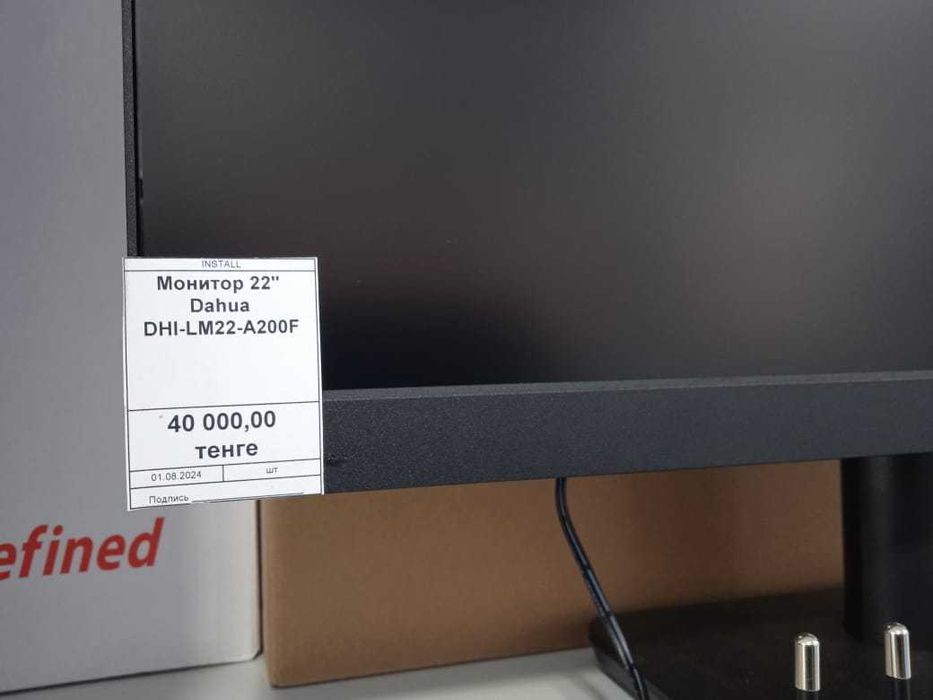 INSTALL
Монитор 22"
Dahua
DHI-LM22-A200F
40 000,00
тенге
01.08.2024 шт
Подпись
efined